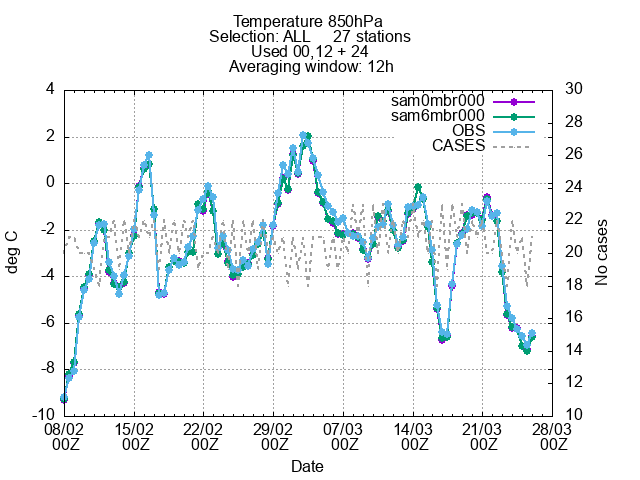 Temperature 850hPa
Selection: ALL 27 stations
Used 00,12 + 24
Averaging window: 12h
sam0mbr000
sam6mbr000
OBS
CASES
deg C
4
2
0
-2
-4
-6
-8
-10
30
28
26
24
22
20
18
16
14
12
10
No cases
08/02 15/02 22/02 29/02 07/03 14/03 21/03 28/03
00Z 00Z 00Z 00Z 00Z 00Z 00Z 00Z
Date